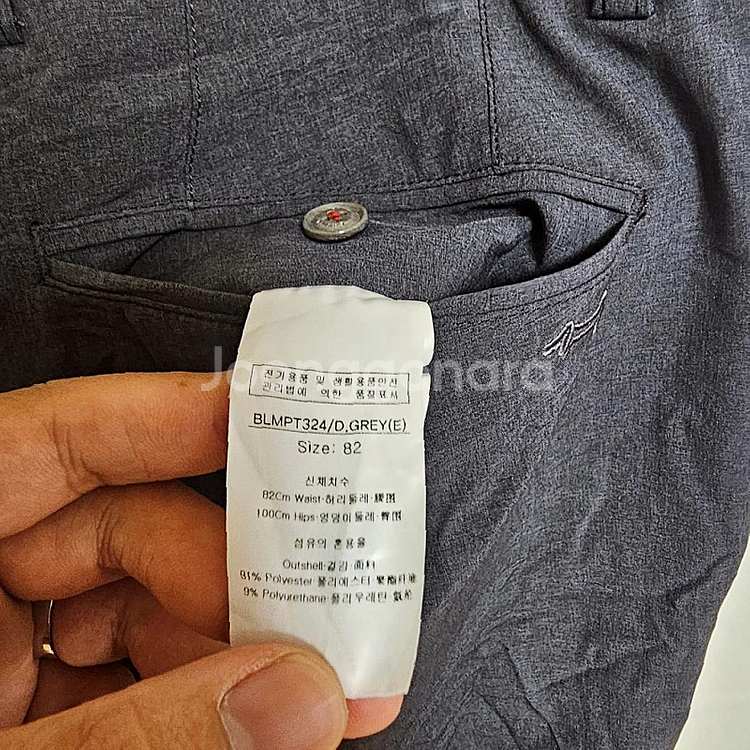 전기용품 및 생활용품안전
관리법에 의한 품질표시
BLMPT324/D.GREY(E)
Size: 82
신체치수
82Cm Waist·허리둘레·腰围
100Cm Hips·엉덩이둘레·臀围
섬유의 혼용율
Outshell·겉감·面料
91% Polyester·폴리에스터·聚酯纤维
9% Polyurethane·폴리우레탄·氨纶